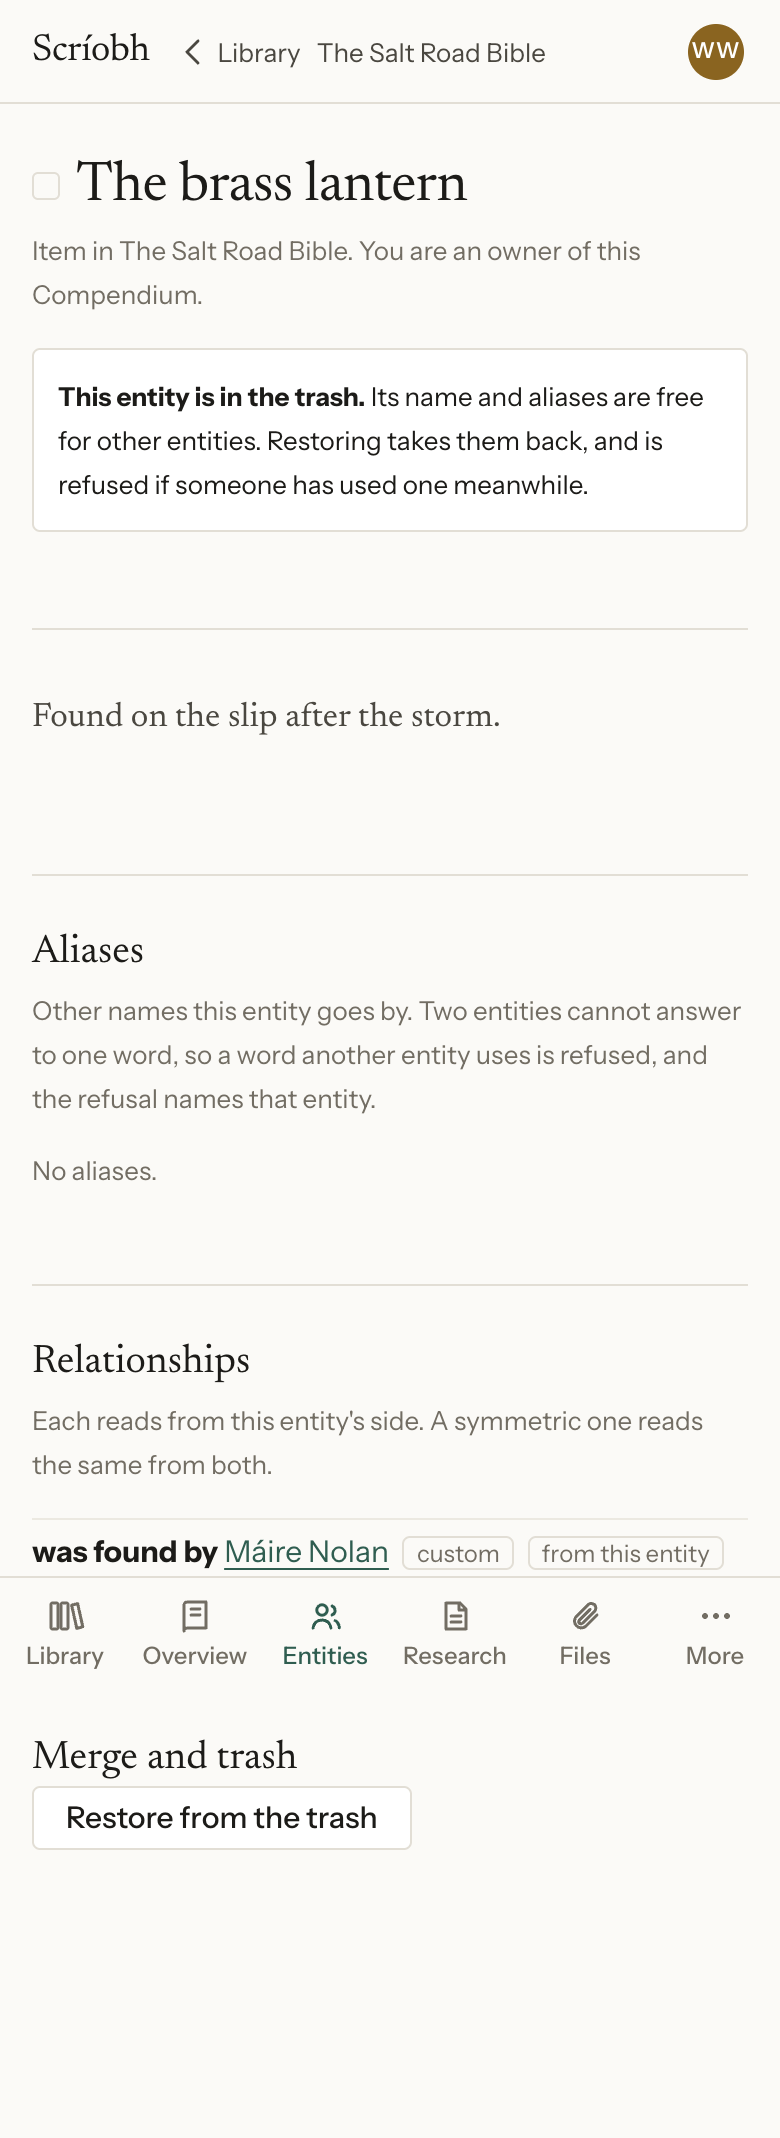 Scríobh
Library The Salt Road Bible
WW
The brass lantern
Item in The Salt Road Bible. You are an owner of this
Compendium.
This entity is in the trash. Its name and aliases are free
for other entities. Restoring takes them back, and is
refused if someone has used one meanwhile.
Found on the slip after the storm.
Aliases
Other names this entity goes by. Two entities cannot answer
to one word, so a word another entity uses is refused, and
the refusal names that entity.
No aliases.
Relationships
Each reads from this entity's side. A symmetric one reads
the same from both.
was found by Máire Nolan custom from this entity
Library Overview Entities Research Files More
Merge and trash
Restore from the trash